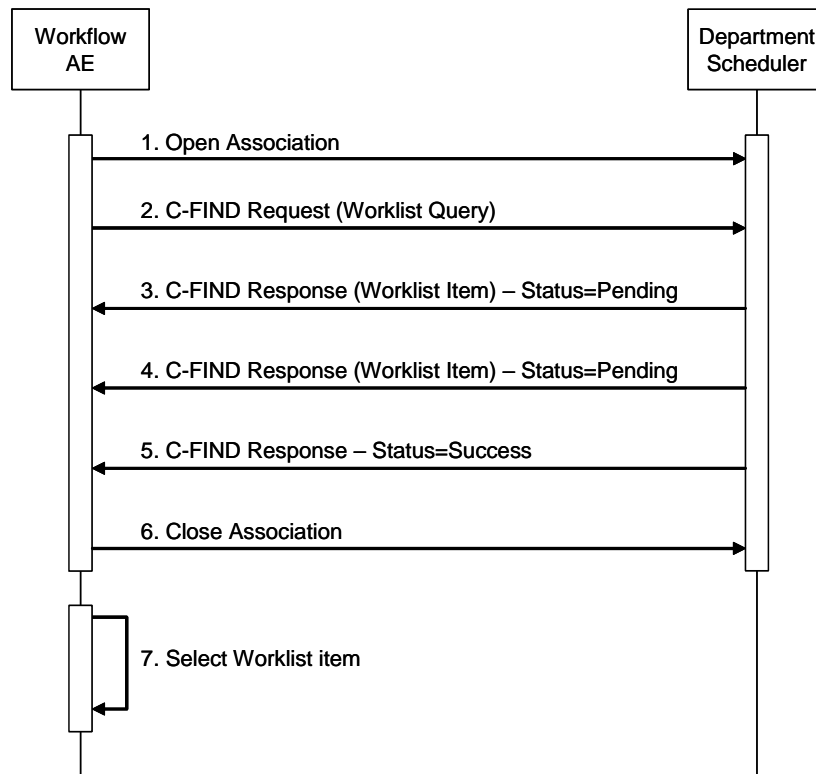 Workflow
AE
Department
Scheduler
1. Open Association
2. C-FIND Request (Worklist Query)
3. C-FIND Response (Worklist Item) – Status=Pending
4. C-FIND Response (Worklist Item) – Status=Pending
5. C-FIND Response – Status=Success
6. Close Association
7. Select Worklist item